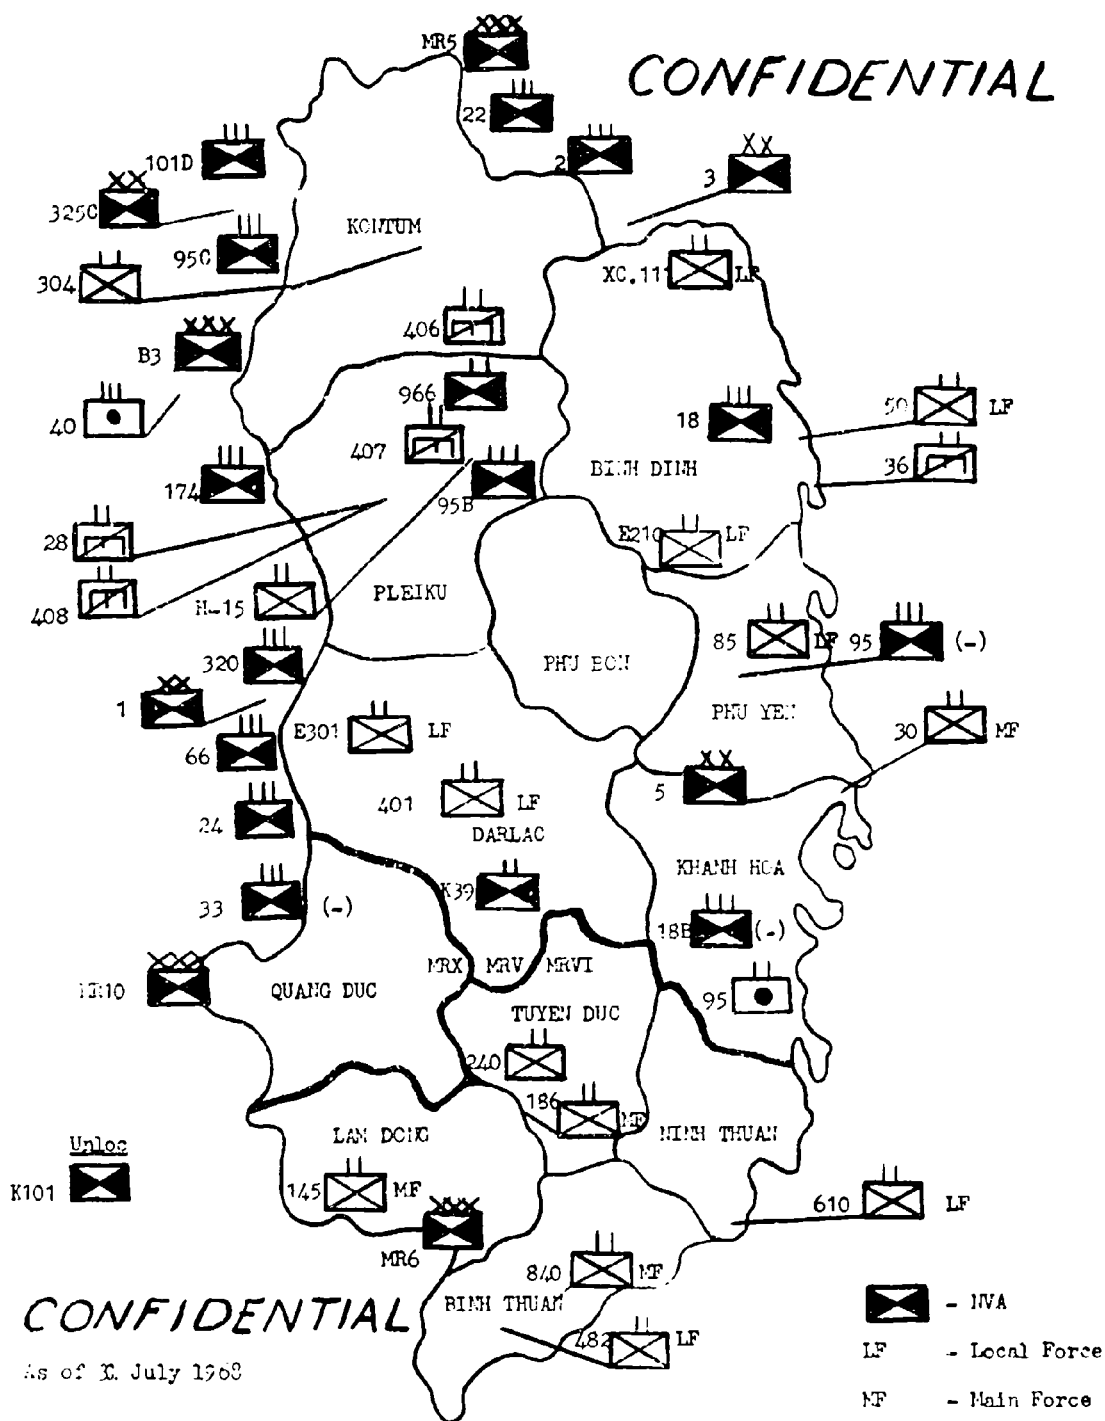 MR5
CONFIDENTIAL
22
2
101D
3
325C
KONTUM
95C
XC.111 LF
304
406
B3
966
40
18
50 LF
407
36
BINH DINH
174
95B
28
E210 LF
PLEIKU
408
H-15
85 LF
95 (-)
320
PHU BON
1
PHU YEN
E301 LF
30 MF
66
5
401 LF
24
DARLAC
KHANH HOA
K39
33 (-)
18B (-)
MRX MRV MRVI
MR10
QUANG DUC
95
TUYEN DUC
240
186 MF
LAM DONG
NINH THUAN
Unloc
K101
145 MF
610 LF
MR6
840 MF
BINH THUAN
CONFIDENTIAL
- NVA
482 LF
LF - Local Force
As of July 1968
MF - Main Force